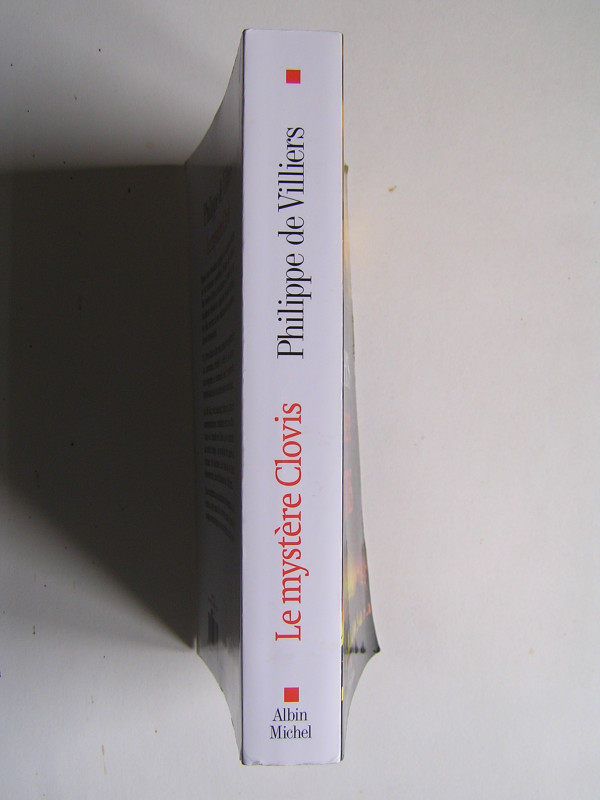 Le mystère Clovis
Philippe de Villiers
Albin
Michel